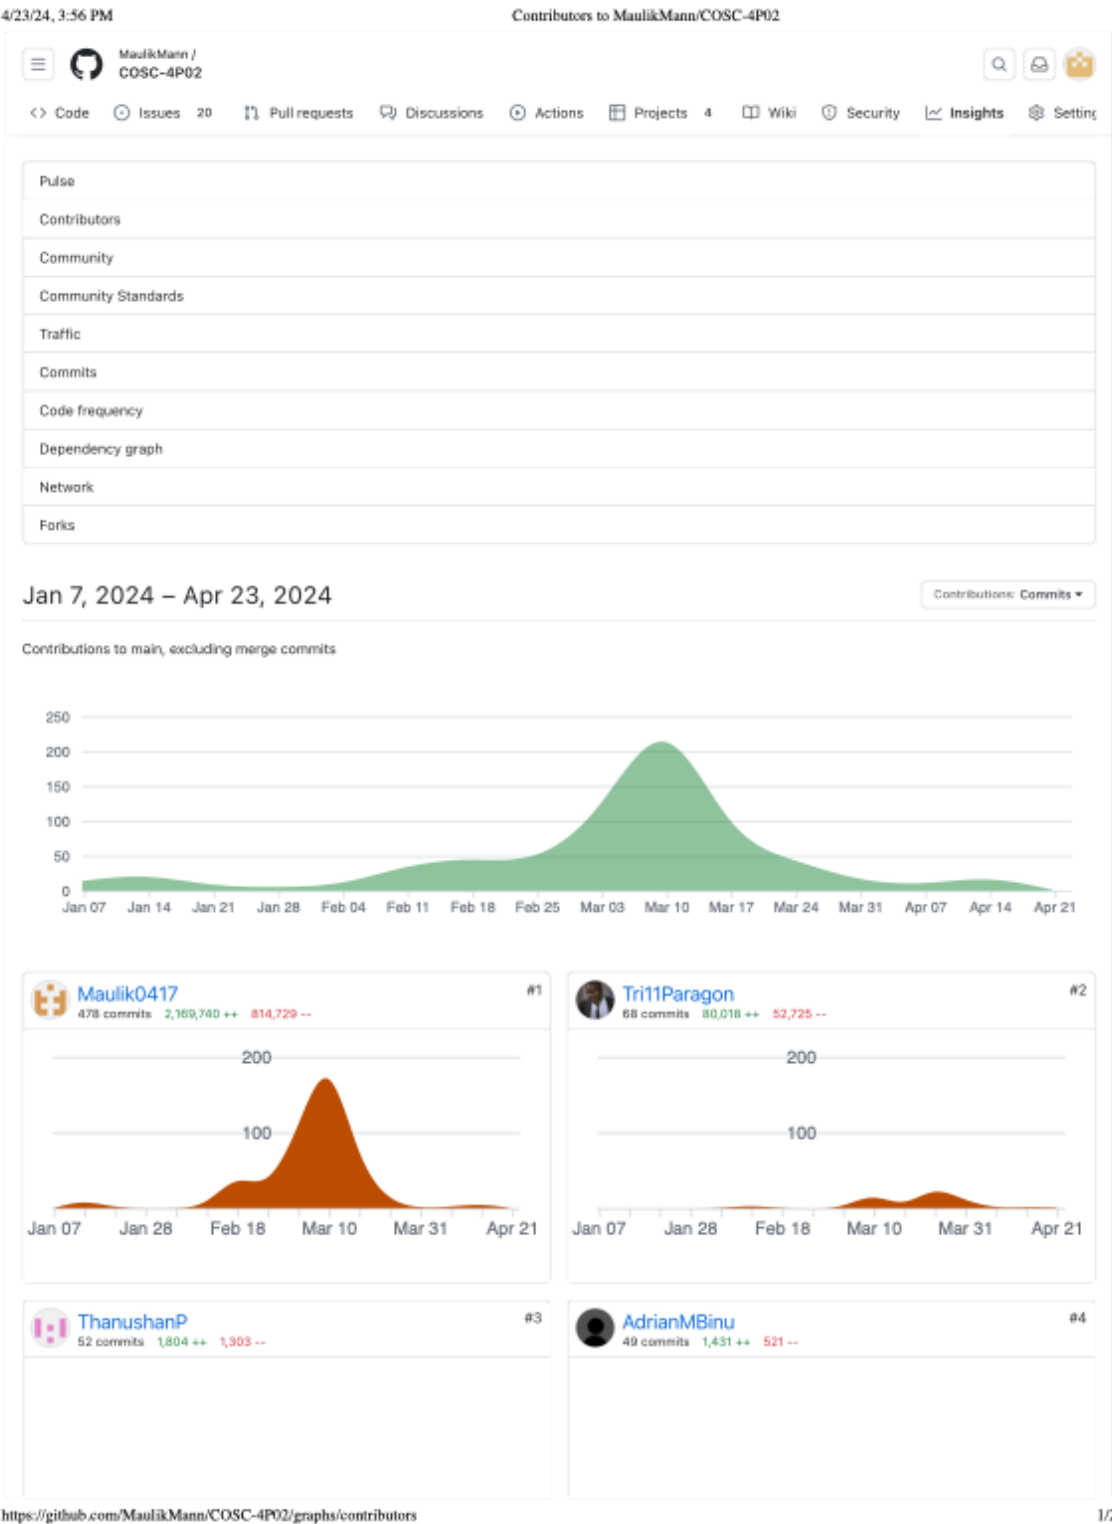 4/23/24, 3:56 PM Contributors to MaulikMann/COSC-4P02
MaulikMann /
COSC-4P02
Code Issues 20 Pull requests Discussions Actions Projects 4 Wiki Security Insights Setting
Pulse
Contributors
Community
Community Standards
Traffic
Commits
Code frequency
Dependency graph
Network
Forks
Jan 7, 2024 – Apr 23, 2024
Contributions: Commits
Contributions to main, excluding merge commits
250
200
150
100
50
0
Jan 07 Jan 14 Jan 21 Jan 28 Feb 04 Feb 11 Feb 18 Feb 25 Mar 03 Mar 10 Mar 17 Mar 24 Mar 31 Apr 07 Apr 14 Apr 21
Maulik0417 #1
478 commits 2,169,740 ++ 814,729 --
200
100
Jan 07 Jan 28 Feb 18 Mar 10 Mar 31 Apr 21
Tri11Paragon #2
68 commits 80,018 ++ 52,725 --
200
100
Jan 07 Jan 28 Feb 18 Mar 10 Mar 31 Apr 21
ThanushanP #3
52 commits 1,804 ++ 1,303 --
AdrianMBinu #4
49 commits 1,431 ++ 521 --
https://github.com/MaulikMann/COSC-4P02/graphs/contributors 1/